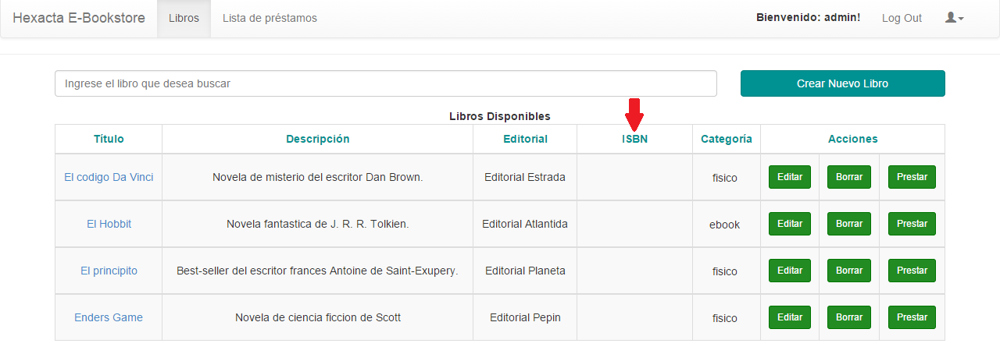 Hexacta E-Bookstore Libros Lista de préstamos Bienvenido: admin! Log Out
Ingrese el libro que desea buscar Crear Nuevo Libro
Libros Disponibles
Título Descripción Editorial ISBN Categoría Acciones
El codigo Da Vinci Novela de misterio del escritor Dan Brown. Editorial Estrada fisico Editar Borrar Prestar
El Hobbit Novela fantastica de J. R. R. Tolkien. Editorial Atlantida ebook Editar Borrar Prestar
El principito Best-seller del escritor frances Antoine de Saint-Exupery. Editorial Planeta fisico Editar Borrar Prestar
Enders Game Novela de ciencia ficcion de Scott Editorial Pepin fisico Editar Borrar Prestar